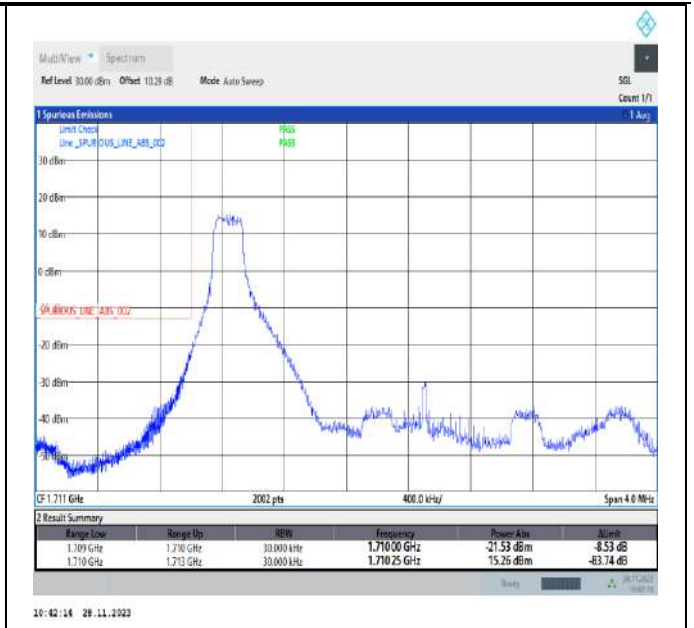 MultiView Spectrum
Ref Level 30.00 dBm Offset 10.29 dB Mode Auto Sweep SGL
Count 1/1
1 Spurious Emissions 1 Avg
Limit Check PASS
Line _SPURIOUS_LINE_ABS_002 PASS
30 dBm
20 dBm
10 dBm
0 dBm
SPURIOUS_LINE_ABS_002
-20 dBm
-30 dBm
-40 dBm
CF 1.711 GHz 2002 pts 400.0 kHz/ Span 4.0 MHz
2 Result Summary
Range Low Range Up RBW Frequency Power Abs ΔLimit
1.709 GHz 1.710 GHz 30.000 kHz 1.71000 GHz -21.53 dBm -8.53 dB
1.710 GHz 1.713 GHz 30.000 kHz 1.71025 GHz 15.26 dBm -83.74 dB
Ready 28.11.2023
10:42:14 28.11.2023